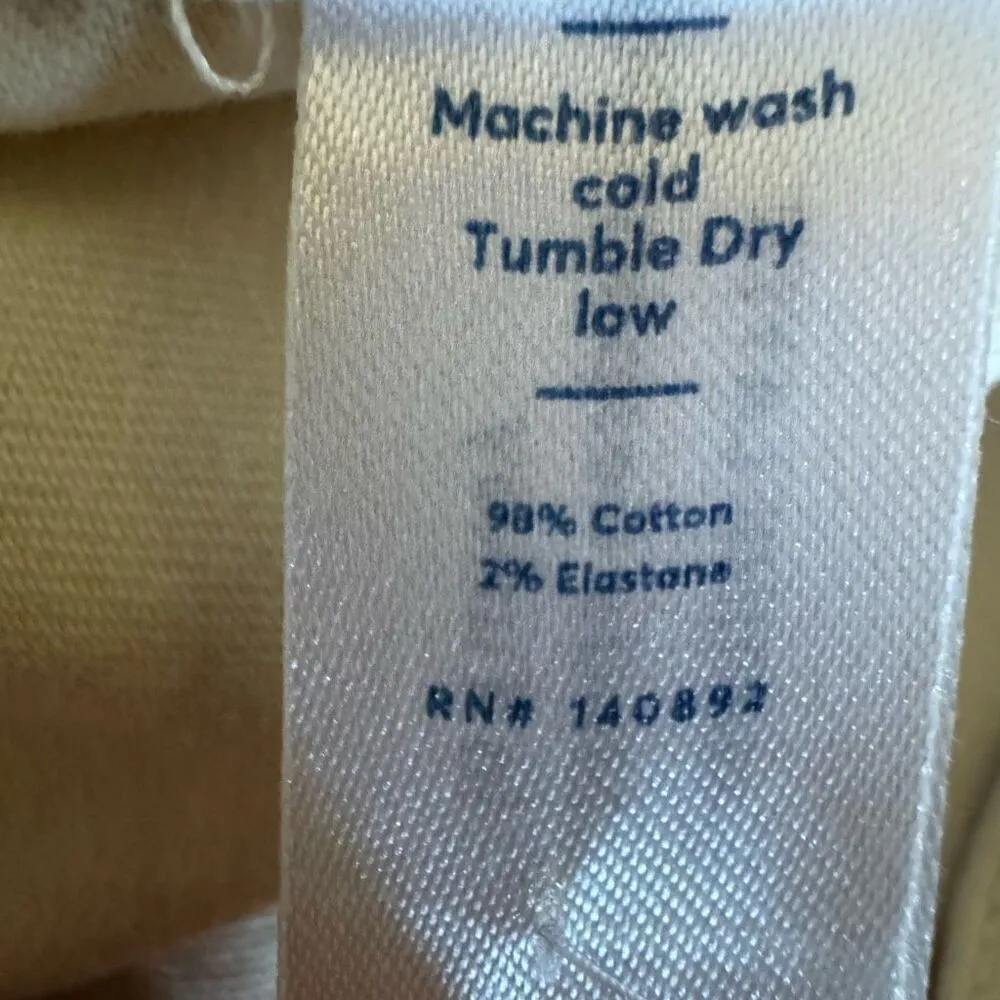 Machine wash
cold
Tumble Dry
low
98% Cotton
2% Elastane
RN# 140892